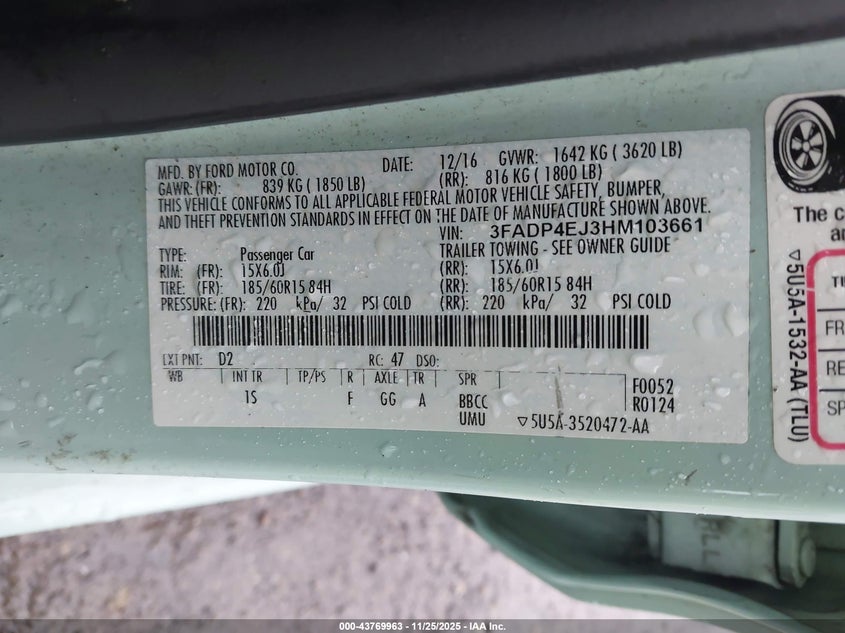 MFD. BY FORD MOTOR CO. DATE: 12/16 GVWR: 1642 KG ( 3620 LB)
GAWR: (FR): 839 KG ( 1850 LB) (RR): 816 KG ( 1800 LB)
THIS VEHICLE CONFORMS TO ALL APPLICABLE FEDERAL MOTOR VEHICLE SAFETY, BUMPER,
AND THEFT PREVENTION STANDARDS IN EFFECT ON THE DATE OF MANUFACTURE SHOWN ABOVE.
VIN: 3FADP4EJ3HM103661
TYPE: Passenger Car TRAILER TOWING - SEE OWNER GUIDE
RIM: (FR): 15X6.0J (RR): 15X6.0J
TIRE: (FR): 185/60R15 84H (RR): 185/60R15 84H
PRESSURE: (FR): 220 kPa/ 32 PSI COLD (RR): 220 kPa/ 32 PSI COLD
EXT PNT: D2 RC: 47 DSO:
WB INT TR TP/PS R AXLE TR SPR F0052
1S F GG A BBCC R0124
UMU ▽5U5A-3520472-AA
The c
a
▽5U5A-1532-AA (TLU)
TI
FR
RE
SP
000-43769963 - 11/25/2025 - IAA Inc.